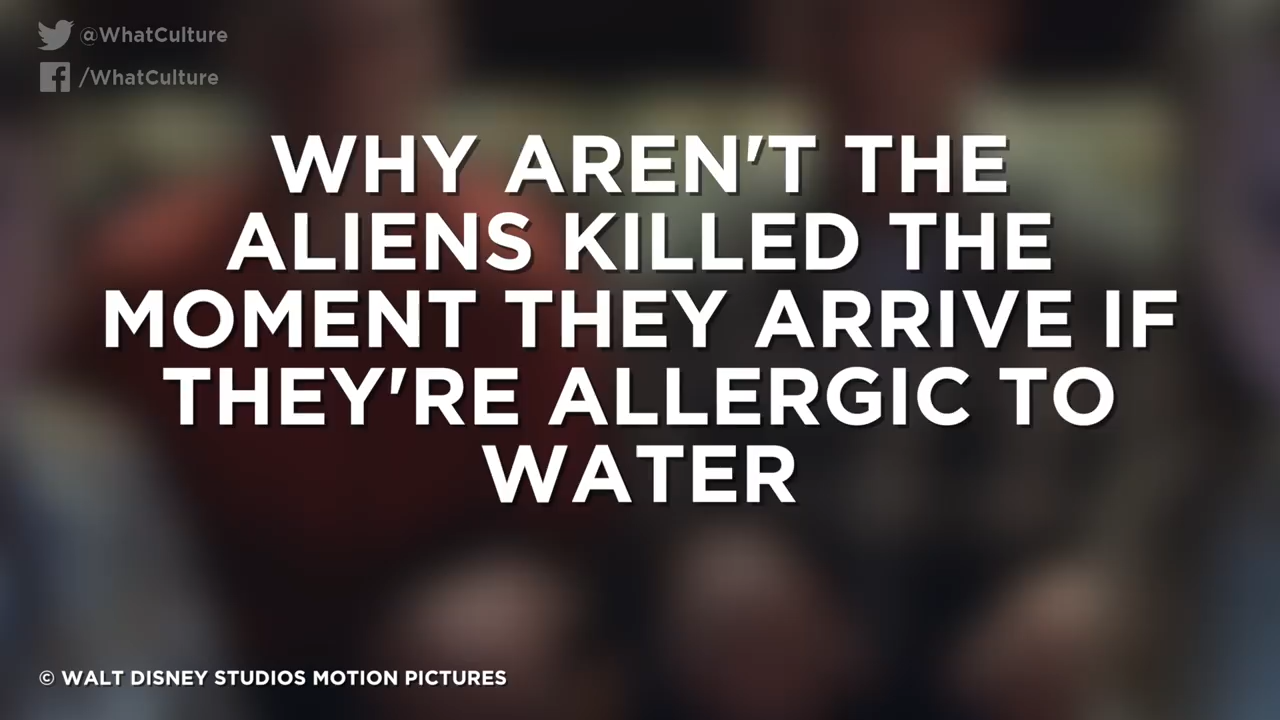 @WhatCulture
/WhatCulture
WHY AREN'T THE
ALIENS KILLED THE
MOMENT THEY ARRIVE IF
THEY'RE ALLERGIC TO
WATER
© WALT DISNEY STUDIOS MOTION PICTURES